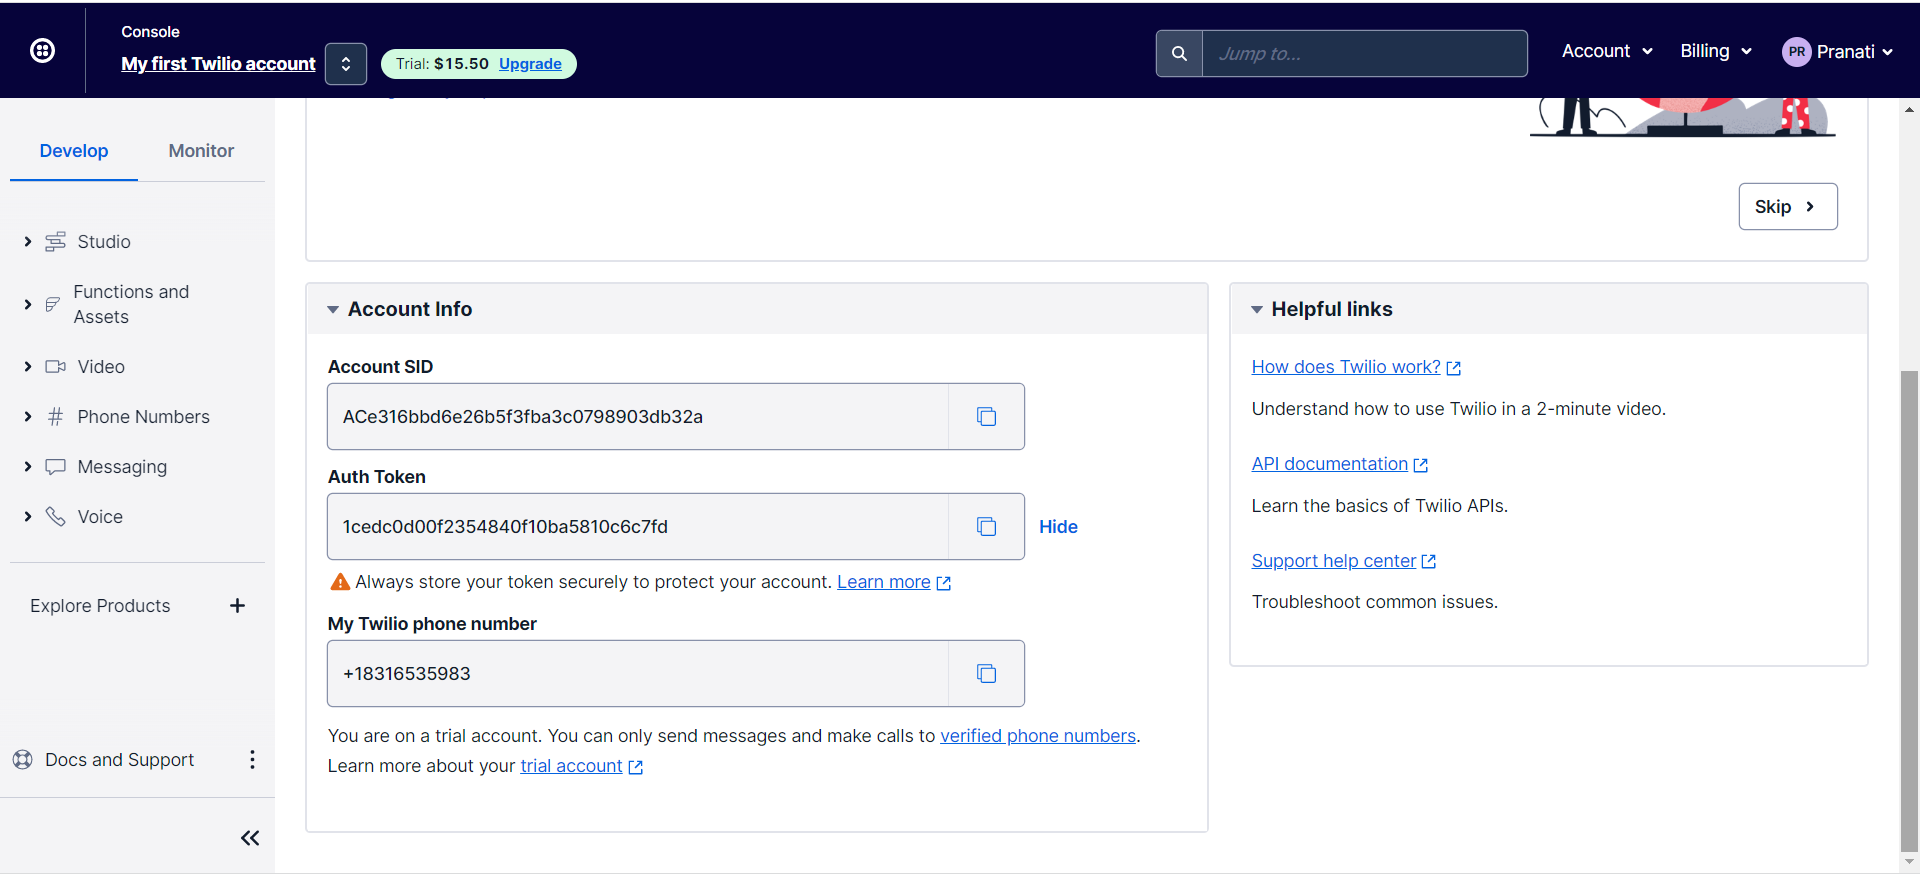 Console
My first Twilio account
Trial: $15.50 Upgrade
Jump to...
Account
Billing
PR Pranati
Develop
Monitor
Studio
Functions and
Assets
Video
Phone Numbers
Messaging
Voice
Explore Products
Docs and Support
Skip
Account Info
Account SID
ACe316bbd6e26b5f3fba3c0798903db32a
Auth Token
1cedc0d00f2354840f10ba5810c6c7fd
Hide
Always store your token securely to protect your account. Learn more
My Twilio phone number
+18316535983
You are on a trial account. You can only send messages and make calls to verified phone numbers.
Learn more about your trial account
Helpful links
How does Twilio work?
Understand how to use Twilio in a 2-minute video.
API documentation
Learn the basics of Twilio APIs.
Support help center
Troubleshoot common issues.